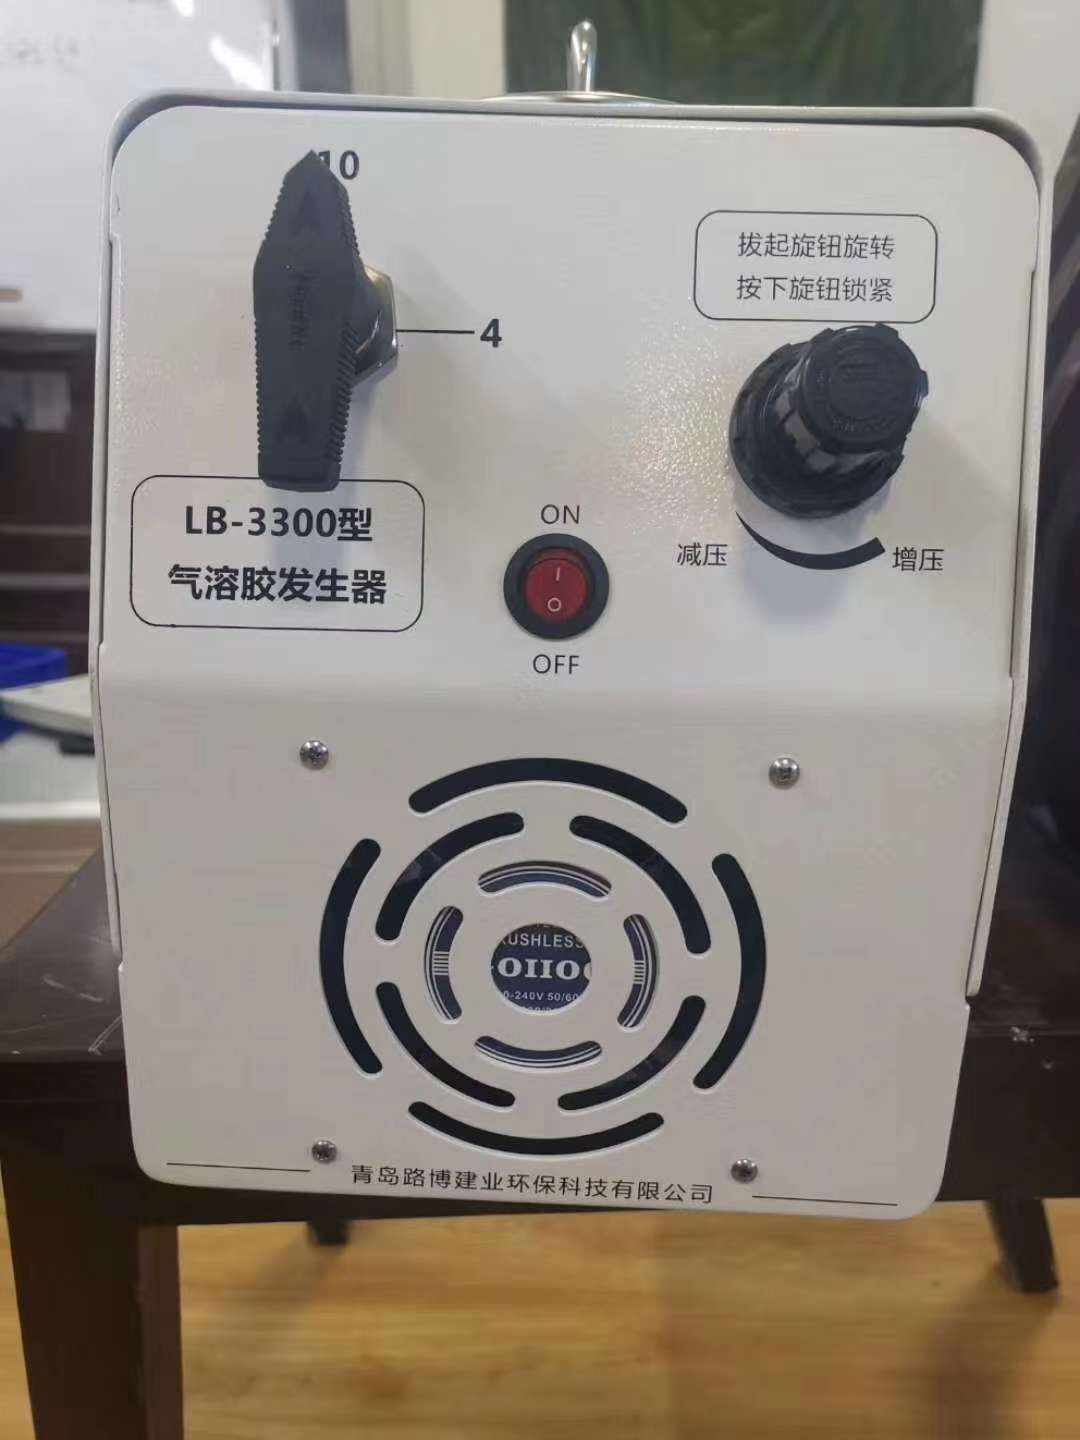 10
4
拔起旋钮旋转
按下旋钮锁紧
LB-3300型
气溶胶发生器
ON
I
O
OFF
减压
增压
RUSHLESS
0-240V 50/60
青岛路博建业环保科技有限公司